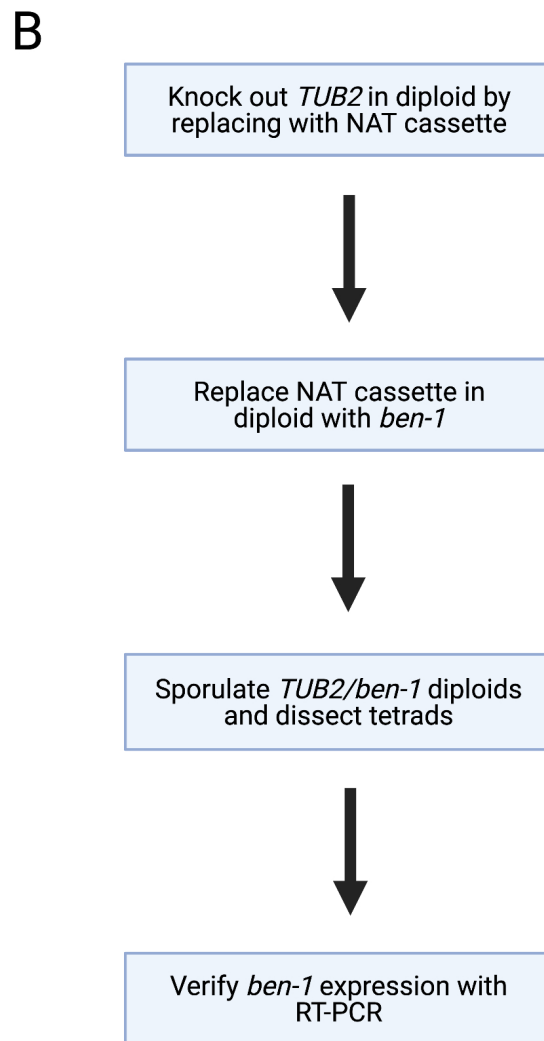 B
Knock out TUB2 in diploid by
replacing with NAT cassette
Replace NAT cassette in
diploid with ben-1
Sporulate TUB2/ben-1 diploids
and dissect tetrads
Verify ben-1 expression with
RT-PCR